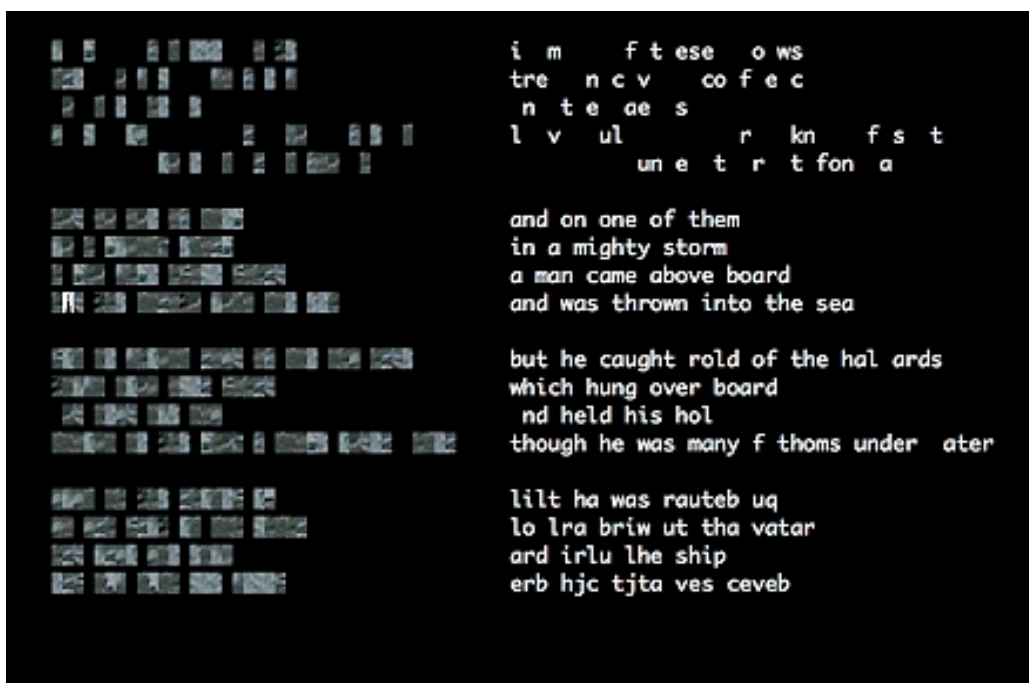 i m f t ese o ws
tre n c v co f e c
n t e ae s
l v ul r kn f s t
un e t r t fon a
and on one of them
in a mighty storm
a man came above board
and was thrown into the sea
but he caught rold of the hal ards
which hung over board
nd held his hol
though he was many f thoms under ater
lilt ha was rauteb uq
lo lra briw ut tha vatar
ard irlu lhe ship
erb hjc tjta ves ceveb